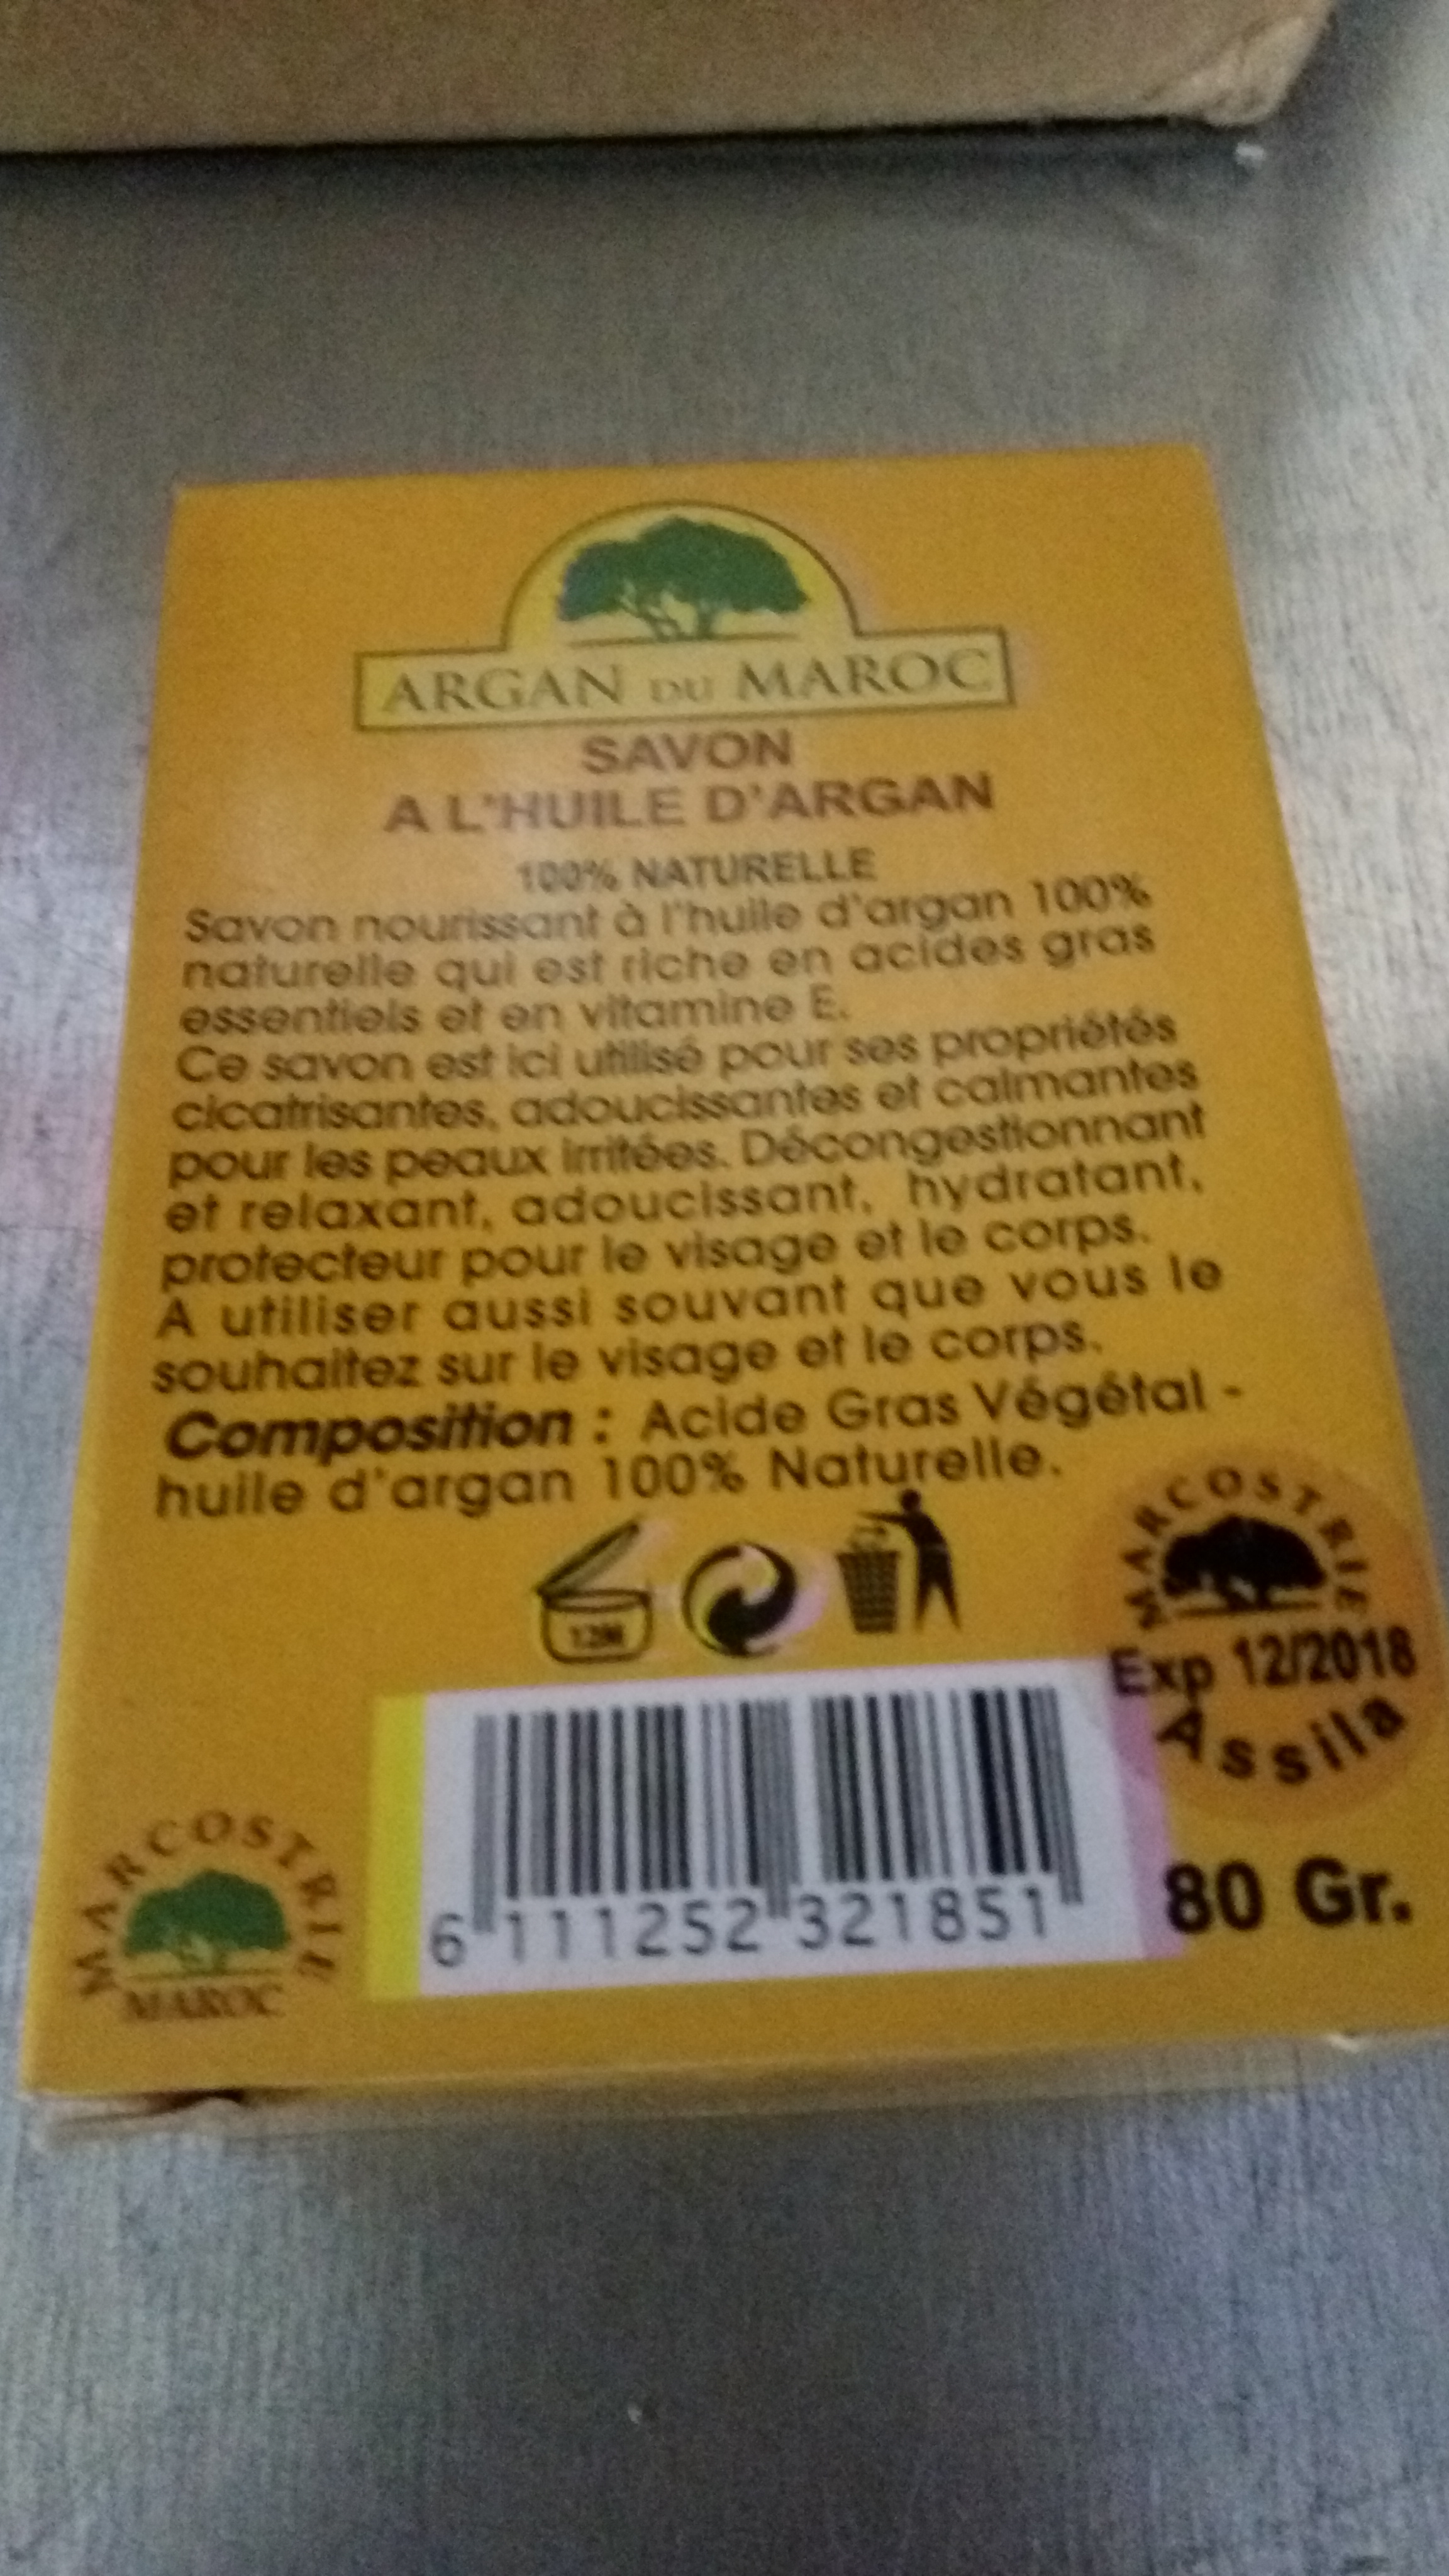 ARGAN DU MAROC
SAVON
A L'HUILE D'ARGAN
100% NATURELLE
Savon nourissant à l'huile d'argan 100%
naturelle qui est riche en acides gras
essentiels et en vitamine E.
Ce savon est ici utilisé pour ses propriétés
cicatrisantes, adoucissantes et calmantes
pour les peaux irritées. Décongestionnant
et relaxant, adoucissant, hydratant,
protecteur pour le visage et le corps.
A utiliser aussi souvant que vous le
souhaitez sur le visage et le corps.
Composition : Acide Gras Végétal -
huile d'argan 100% Naturelle.
12M
MARCOSTRIE
Exp 12/2018
Assila
6 111252 321851
80 Gr.
MARCOSTRIE
MAROC